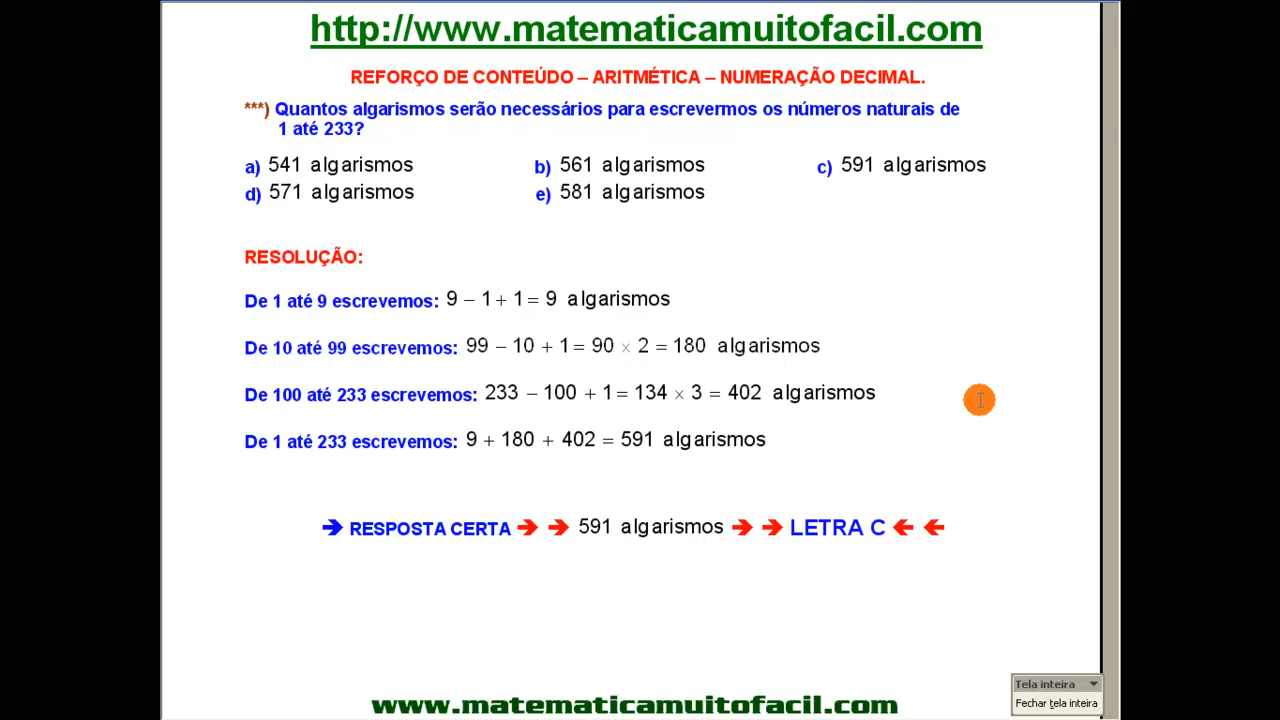 http://www.matematicamuitofacil.com
REFORÇO DE CONTEÚDO – ARITMÉTICA – NUMERAÇÃO DECIMAL.
***) Quantos algarismos serão necessários para escrevermos os números naturais de
1 até 233?
a) 541 algarismos b) 561 algarismos c) 591 algarismos
d) 571 algarismos e) 581 algarismos
RESOLUÇÃO:
De 1 até 9 escrevemos: 9 – 1 + 1 = 9 algarismos
De 10 até 99 escrevemos: 99 – 10 + 1 = 90 × 2 = 180 algarismos
De 100 até 233 escrevemos: 233 – 100 + 1 = 134 × 3 = 402 algarismos
De 1 até 233 escrevemos: 9 + 180 + 402 = 591 algarismos
➔ RESPOSTA CERTA ➔ ➔ 591 algarismos ➔ ➔ LETRA C 🡸 🡸
Tela inteira
Fechar tela inteira
www.matematicamuitofacil.com